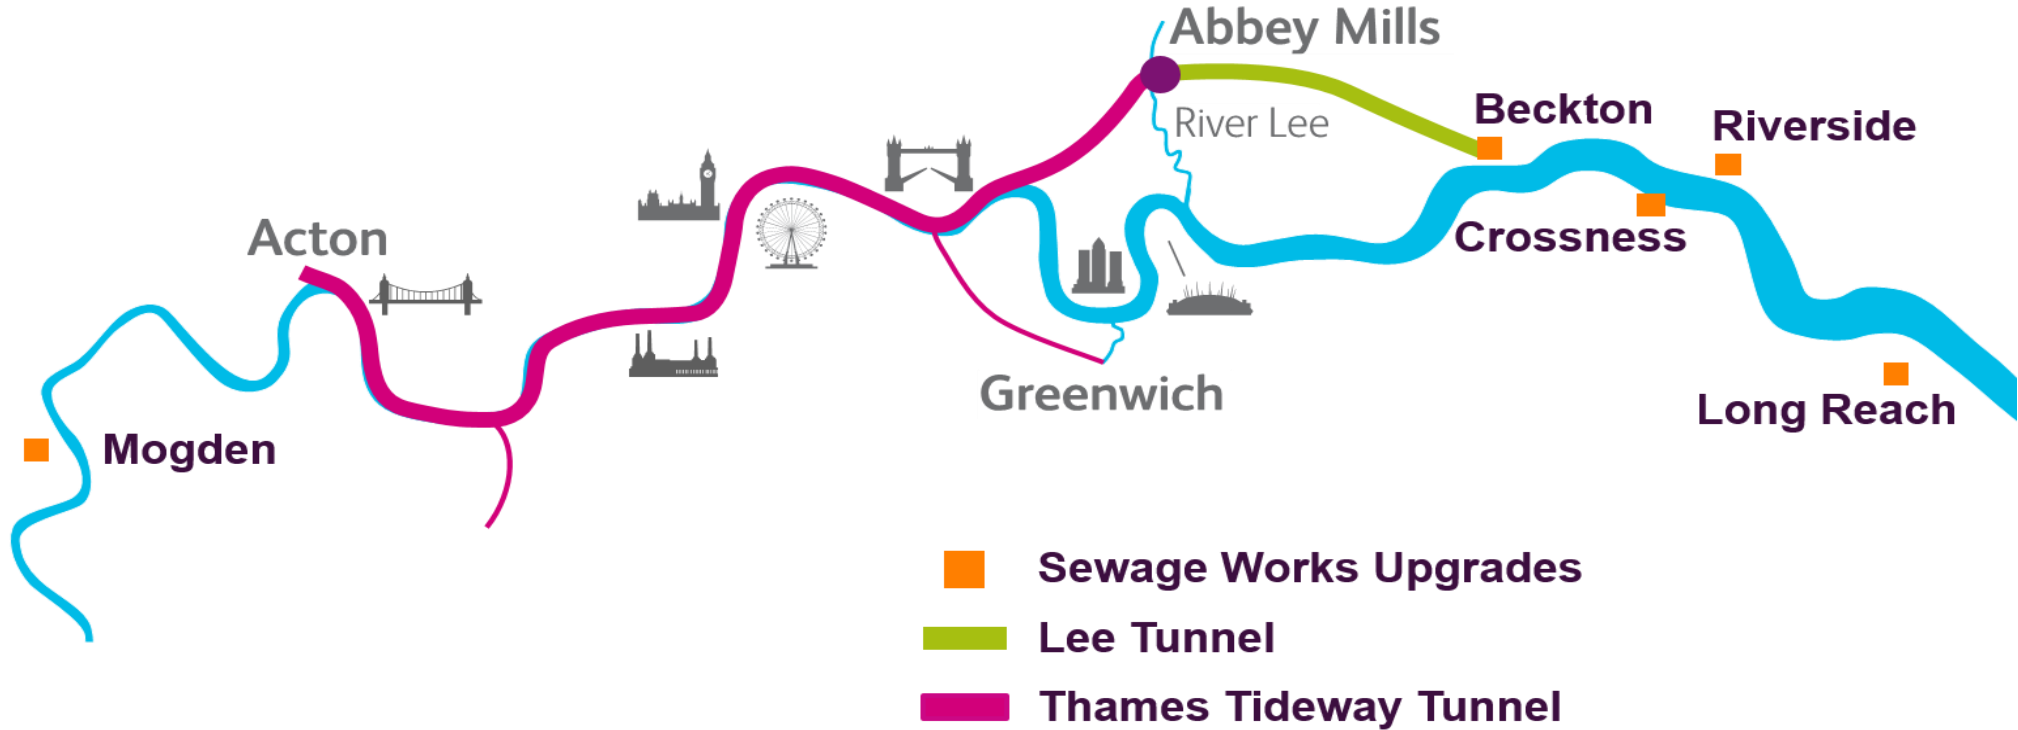 Abbey Mills
River Lee
Beckton
Riverside
Crossness
Acton
Greenwich
Long Reach
Mogden
Sewage Works Upgrades
Lee Tunnel
Thames Tideway Tunnel